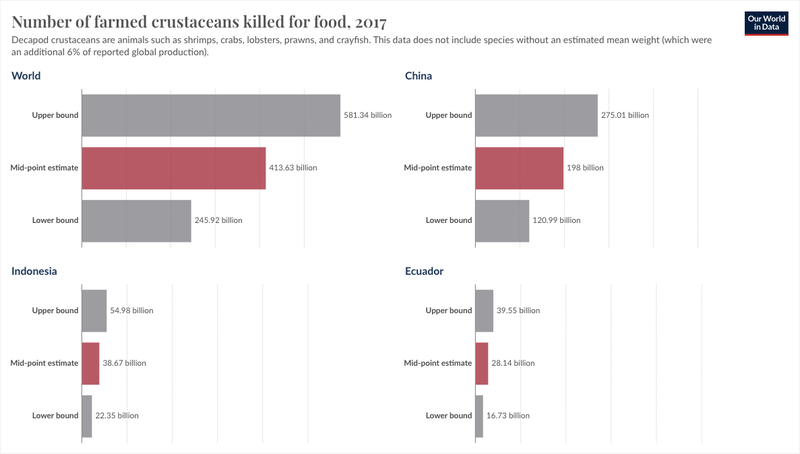 Number of farmed crustaceans killed for food, 2017
Our World
in Data
Decapod crustaceans are animals such as shrimps, crabs, lobsters, prawns, and crayfish. This data does not include species without an estimated mean weight (which were
an additional 6% of reported global production).
World
Upper bound 581.34 billion
Mid-point estimate 413.63 billion
Lower bound 245.92 billion
China
Upper bound 275.01 billion
Mid-point estimate 198 billion
Lower bound 120.99 billion
Indonesia
Upper bound 54.98 billion
Mid-point estimate 38.67 billion
Lower bound 22.35 billion
Ecuador
Upper bound 39.55 billion
Mid-point estimate 28.14 billion
Lower bound 16.73 billion